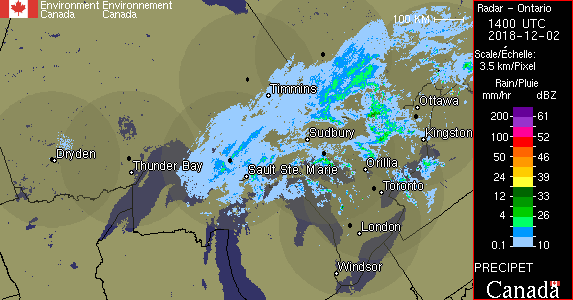 Environment Environnement
Canada Canada
100 KM
Timmins
Ottawa
Sudbury
Kingston
Dryden
Thunder Bay
Sault Ste. Marie
Orillia
Toronto
London
Windsor
Radar - Ontario
1400 UTC
2018-12-02
Scale/Échelle:
3.5 km/Pixel
Rain/Pluie
mm/hr dBZ
200 61
100 52
50 46
24 39
12 33
4 26
1 20
0.1 10
PRECIPET
Canada